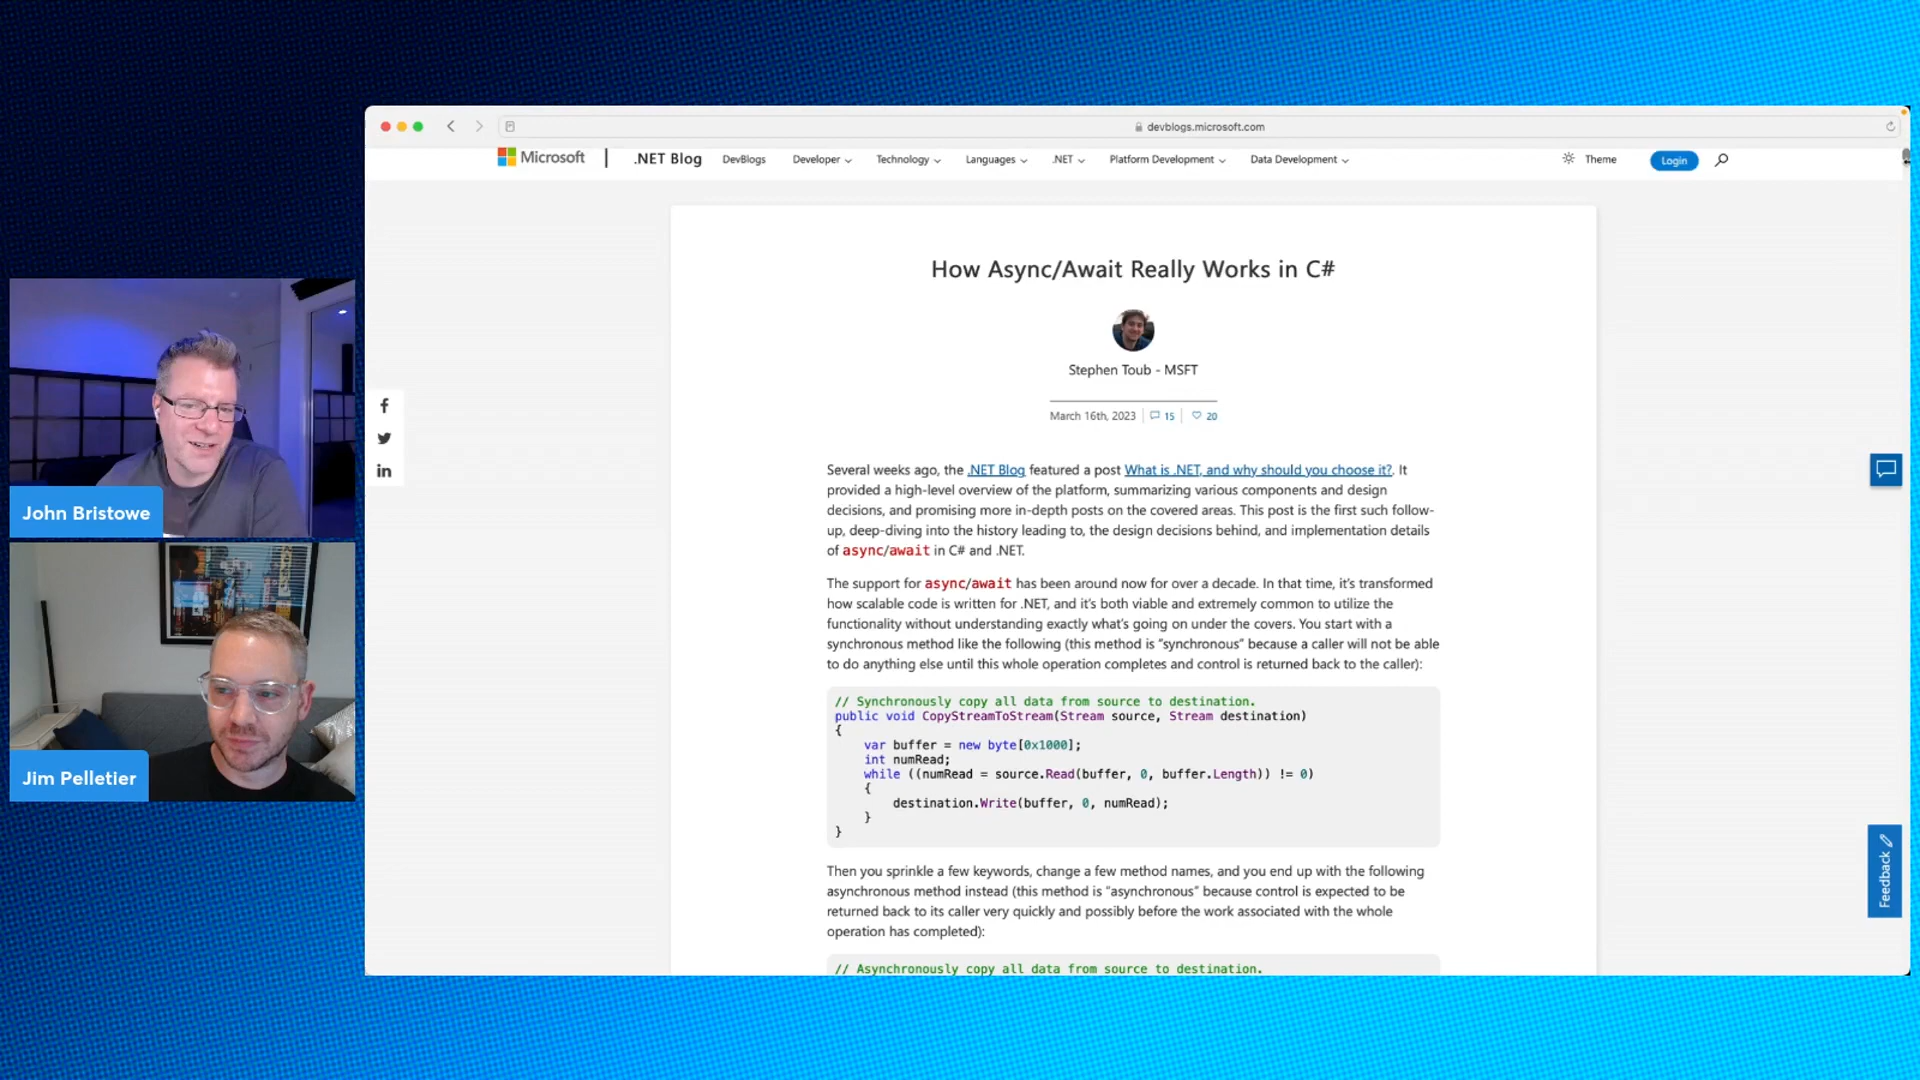 devblogs.microsoft.com
Microsoft | .NET Blog DevBlogs Developer Technology Languages .NET Platform Development Data Development Theme Login
How Async/Await Really Works in C#
Stephen Toub - MSFT
March 16th, 2023 15 20
Several weeks ago, the .NET Blog featured a post What is .NET, and why should you choose it?. It
provided a high-level overview of the platform, summarizing various components and design
decisions, and promising more in-depth posts on the covered areas. This post is the first such follow-
up, deep-diving into the history leading to, the design decisions behind, and implementation details
of async/await in C# and .NET.
The support for async/await has been around now for over a decade. In that time, it's transformed
how scalable code is written for .NET, and it's both viable and extremely common to utilize the
functionality without understanding exactly what's going on under the covers. You start with a
synchronous method like the following (this method is "synchronous" because a caller will not be able
to do anything else until this whole operation completes and control is returned back to the caller):
// Synchronously copy all data from source to destination.
public void CopyStreamToStream(Stream source, Stream destination)
{
var buffer = new byte[0x1000];
int numRead;
while ((numRead = source.Read(buffer, 0, buffer.Length)) != 0)
{
destination.Write(buffer, 0, numRead);
}
}
Then you sprinkle a few keywords, change a few method names, and you end up with the following
asynchronous method instead (this method is "asynchronous" because control is expected to be
returned back to its caller very quickly and possibly before the work associated with the whole
operation has completed):
// Asynchronously copy all data from source to destination.
Feedback
John Bristowe
Jim Pelletier